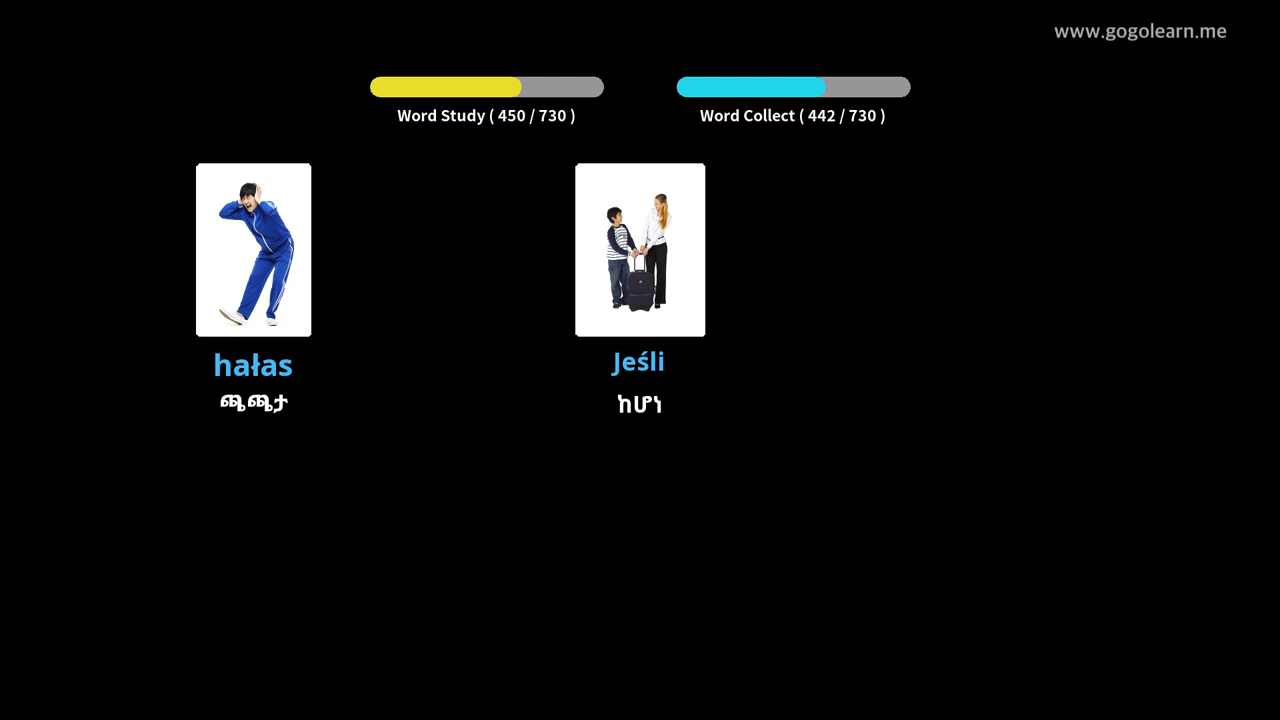 www.gogolearn.me
Word Study ( 450 / 730 )
Word Collect ( 442 / 730 )
hałas
ጫጫታ
Jeśli
ከሆነ